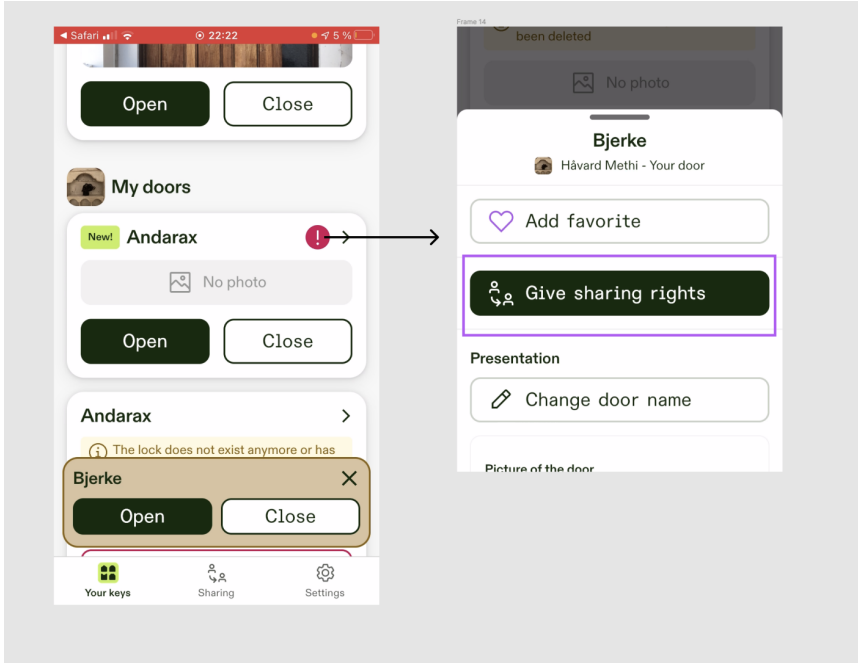 Safari
22:22
5 %
Open
Close
My doors
New!
Andarax
!
No photo
Open
Close
Andarax
The lock does not exist anymore or has
Bjerke
Open
Close
Your keys
Sharing
Settings
Frame 14
been deleted
No photo
Bjerke
Håvard Methi - Your door
Add favorite
Give sharing rights
Presentation
Change door name
Picture of the door